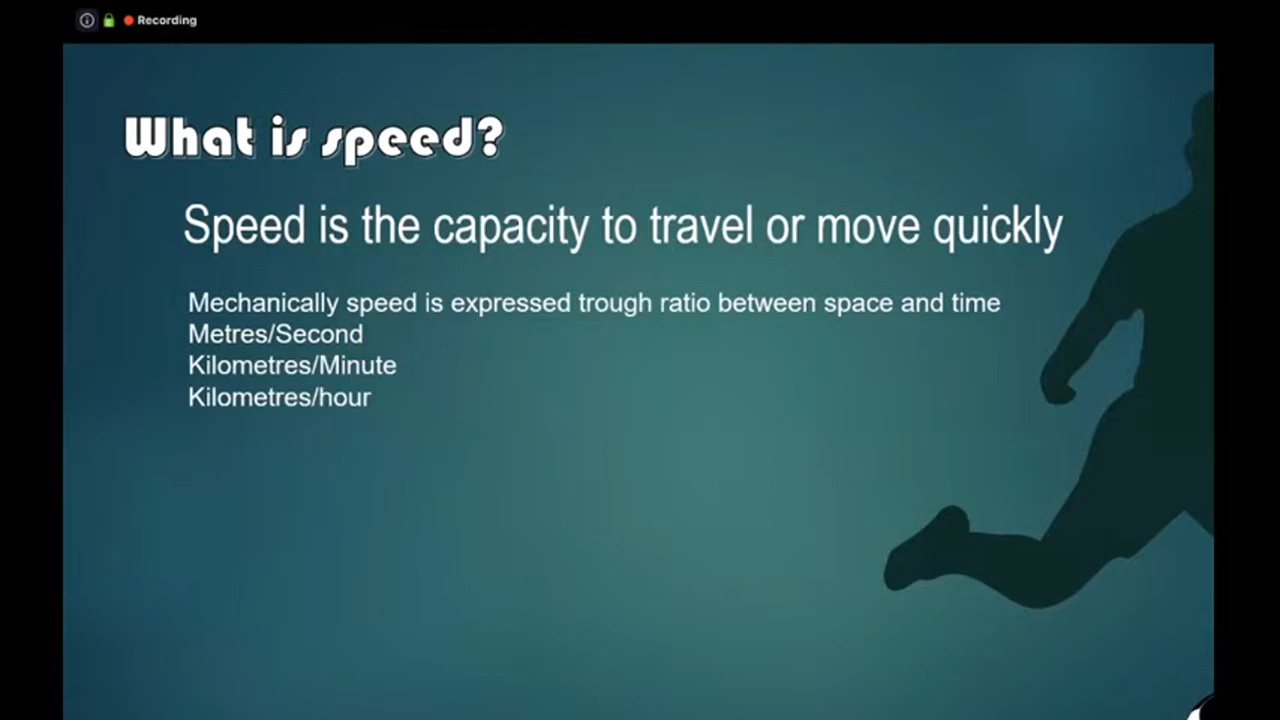 Recording
What is speed?
Speed is the capacity to travel or move quickly
Mechanically speed is expressed trough ratio between space and time
Metres/Second
Kilometres/Minute
Kilometres/hour